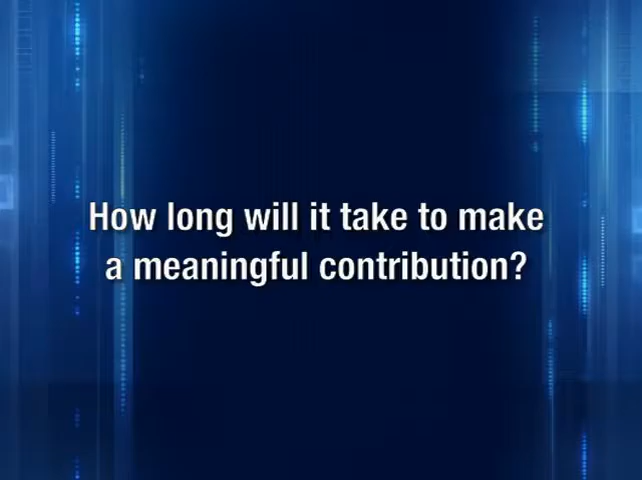 How long will it take to make
a meaningful contribution?